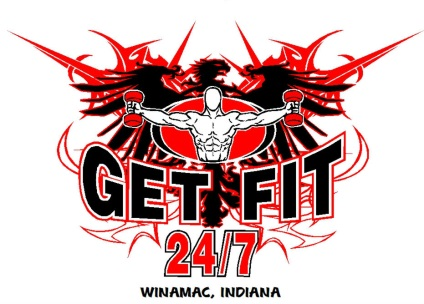 GET FIT
24/7
WINAMAC, INDIANA